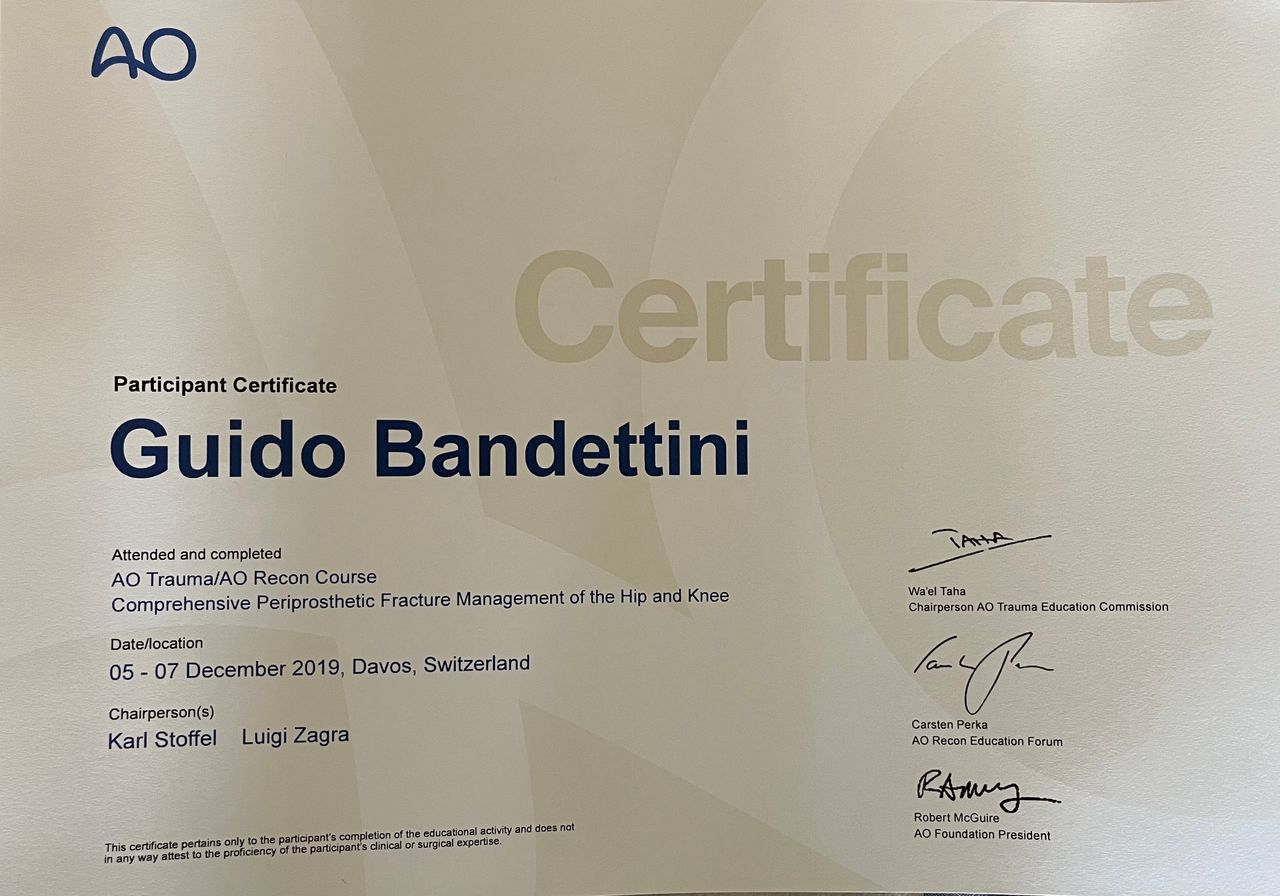 AO
Certificate
Participant Certificate
Guido Bandettini
Attended and completed
AO Trauma/AO Recon Course
Comprehensive Periprosthetic Fracture Management of the Hip and Knee
Date/location
05 - 07 December 2019, Davos, Switzerland
Chairperson(s)
Karl Stoffel Luigi Zagra
This certificate pertains only to the participant's completion of the educational activity and does not
in any way attest to the proficiency of the participant's clinical or surgical expertise.
TAHA
Wa'el Taha
Chairperson AO Trauma Education Commission
Carsten Perka
AO Recon Education Forum
Robert McGuire
AO Foundation President